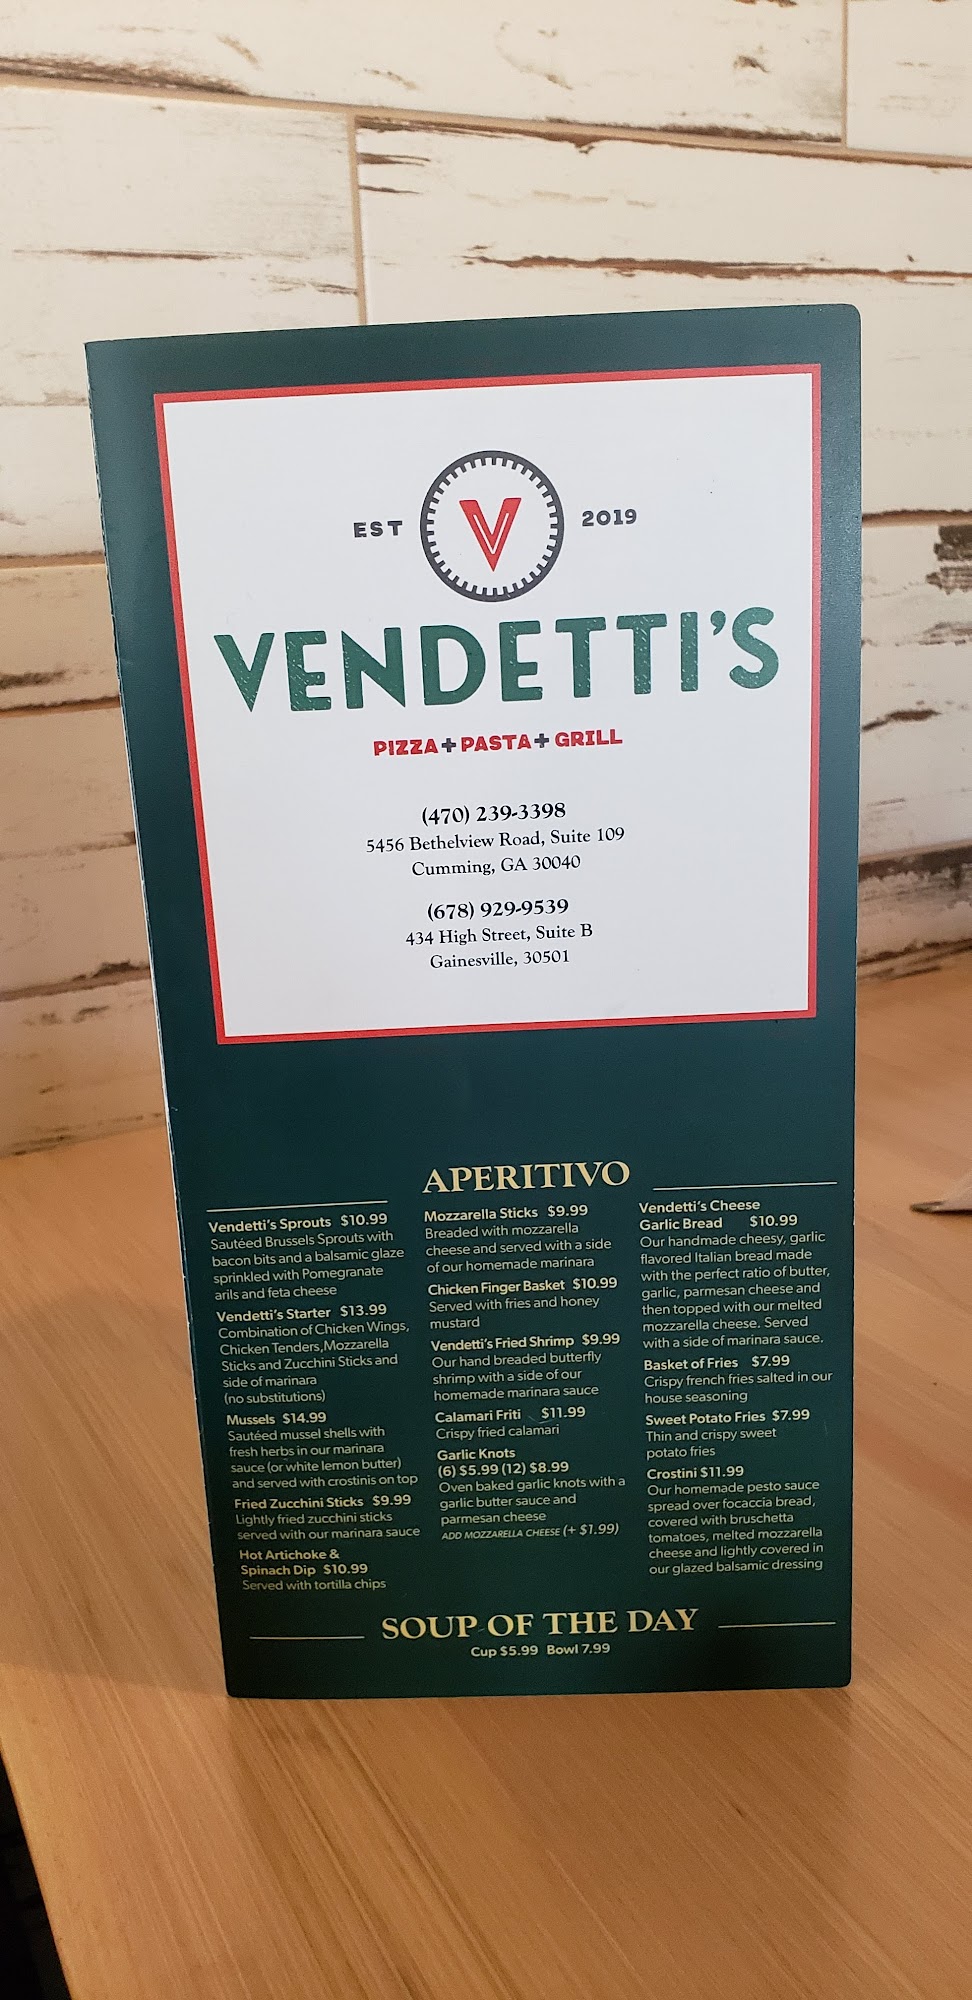 EST V 2019
VENDETTI'S
PIZZA+PASTA+GRILL
(470) 239-3398
5456 Bethelview Road, Suite 109
Cumming, GA 30040
(678) 929-9539
434 High Street, Suite B
Gainesville, 30501
APERITIVO
Vendetti's Sprouts $10.99
Sautéed Brussels Sprouts with
bacon bits and a balsamic glaze
sprinkled with Pomegranate
arils and feta cheese
Vendetti's Starter $13.99
Combination of Chicken Wings,
Chicken Tenders,Mozzarella
Sticks and Zucchini Sticks and
side of marinara
(no substitutions)
Mussels $14.99
Sautéed mussel shells with
fresh herbs in our marinara
sauce (or white lemon butter)
and served with crostinis on top
Fried Zucchini Sticks $9.99
Lightly fried zucchini sticks
served with our marinara sauce
Hot Artichoke &
Spinach Dip $10.99
Served with tortilla chips
Mozzarella Sticks $9.99
Breaded with mozzarella
cheese and served with a side
of our homemade marinara
Chicken Finger Basket $10.99
Served with fries and honey
mustard
Vendetti's Fried Shrimp $9.99
Our hand breaded butterfly
shrimp with a side of our
homemade marinara sauce
Calamari Friti $11.99
Crispy fried calamari
Garlic Knots
(6) $5.99 (12) $8.99
Oven baked garlic knots with a
garlic butter sauce and
parmesan cheese
ADD MOZZARELLA CHEESE (+ $1.99)
Vendetti's Cheese
Garlic Bread $10.99
Our handmade cheesy, garlic
flavored Italian bread made
with the perfect ratio of butter,
garlic, parmesan cheese and
then topped with our melted
mozzarella cheese. Served
with a side of marinara sauce.
Basket of Fries $7.99
Crispy french fries salted in our
house seasoning
Sweet Potato Fries $7.99
Thin and crispy sweet
potato fries
Crostini $11.99
Our homemade pesto sauce
spread over focaccia bread,
covered with bruschetta
tomatoes, melted mozzarella
cheese and lightly covered in
our glazed balsamic dressing
SOUP OF THE DAY
Cup $5.99 Bowl 7.99